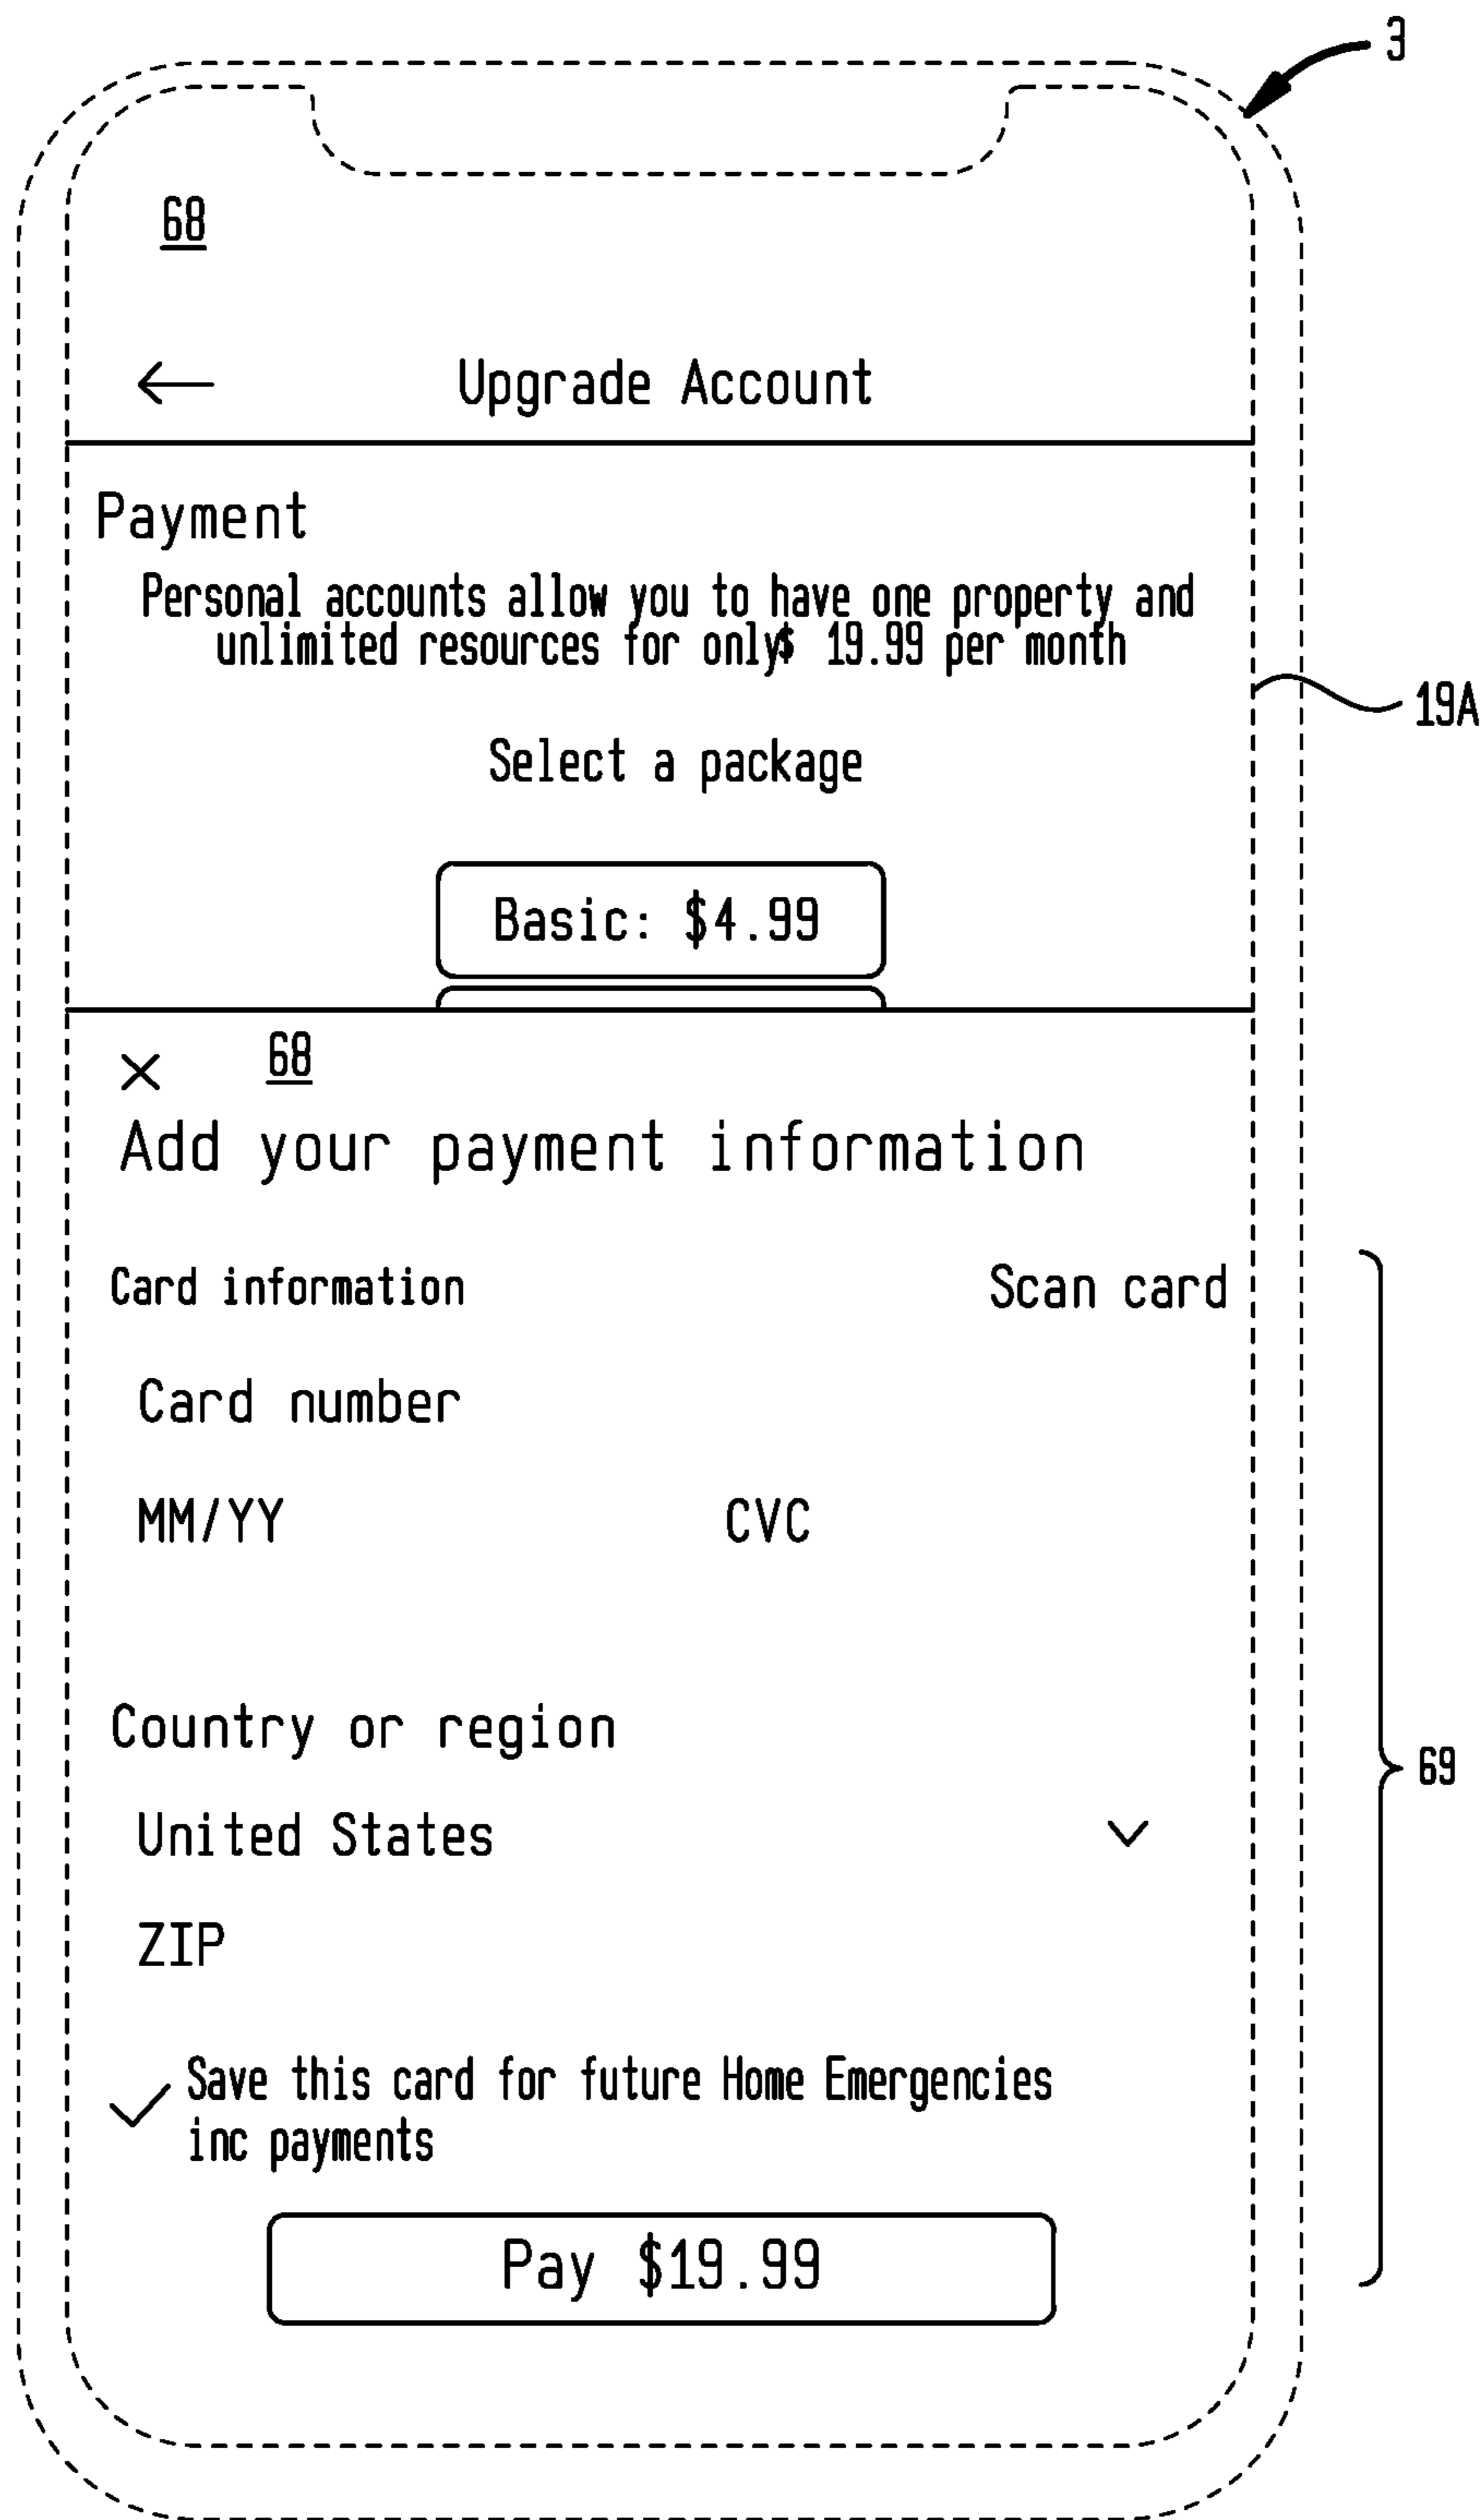 3
68
Upgrade Account
Payment
Personal accounts allow you to have one property and
unlimited resources for only$ 19.99 per month
19A
Select a package
Basic: $4.99
68
Add your payment information
Card information Scan card
Card number
MM/YY CVC
Country or region
69
United States
ZIP
Save this card for future Home Emergencies
inc payments
Pay $19.99